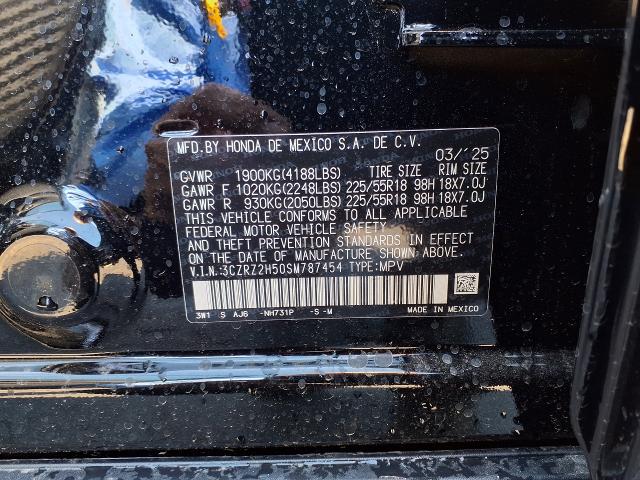 MFD.BY HONDA DE MEXICO S.A. DE C.V.
03/'25
GVWR 1900KG(4188LBS) TIRE SIZE RIM SIZE
GAWR F 1020KG(2248LBS) 225/55R18 98H 18X7.0J
GAWR R 930KG(2050LBS) 225/55R18 98H 18X7.0J
THIS VEHICLE CONFORMS TO ALL APPLICABLE
FEDERAL MOTOR VEHICLE SAFETY, BUMPER,
AND THEFT PREVENTION STANDARDS IN EFFECT
ON THE DATE OF MANUFACTURE SHOWN ABOVE.
V.I.N.:3CZRZ2H50SM787454 TYPE:MPV
3W1 S AJ6 -NH731P -S -M MADE IN MEXICO